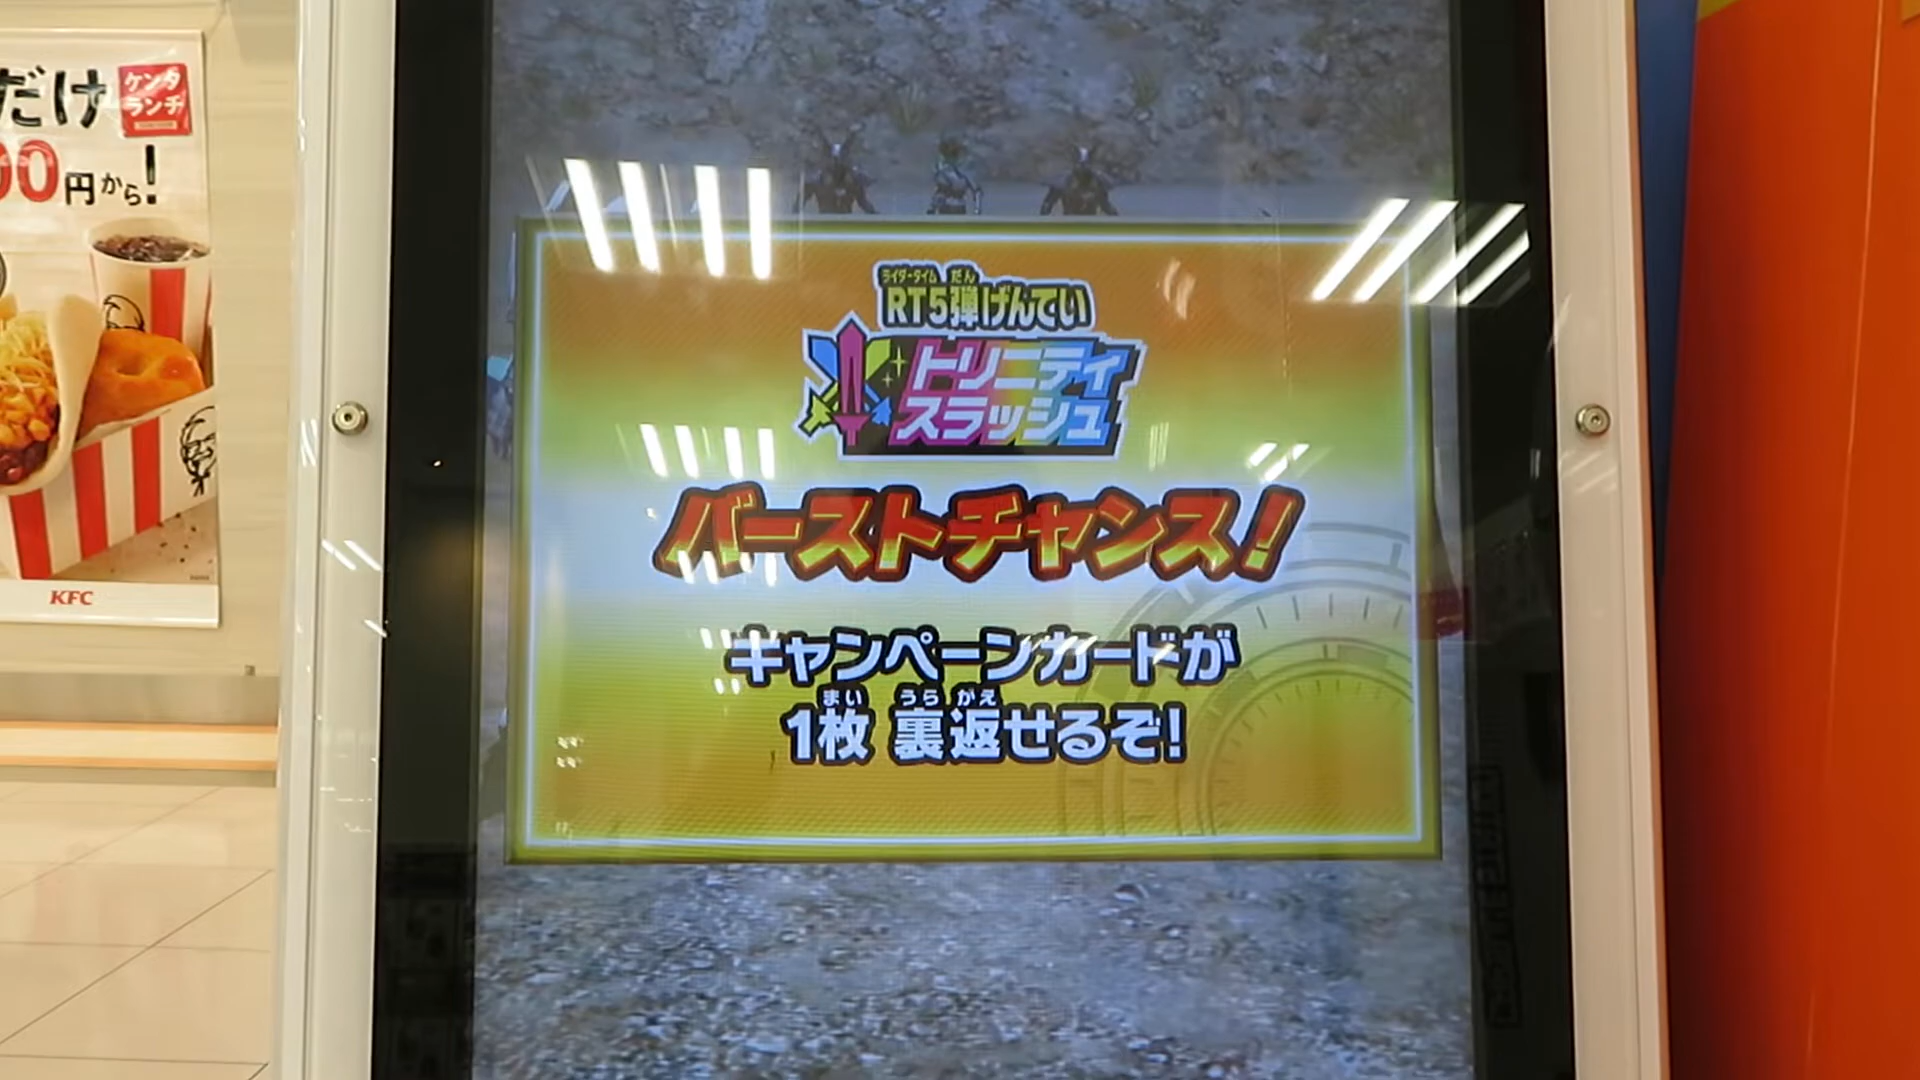 だけ
ケンタ
ランチ
00円から!
KFC
ライダータイム だん
RT5弾げんてい
トリニティ
スラッシュ
バーストチャンス!
キャンペーンカードが
まい うら がえ
1枚 裏返せるぞ!